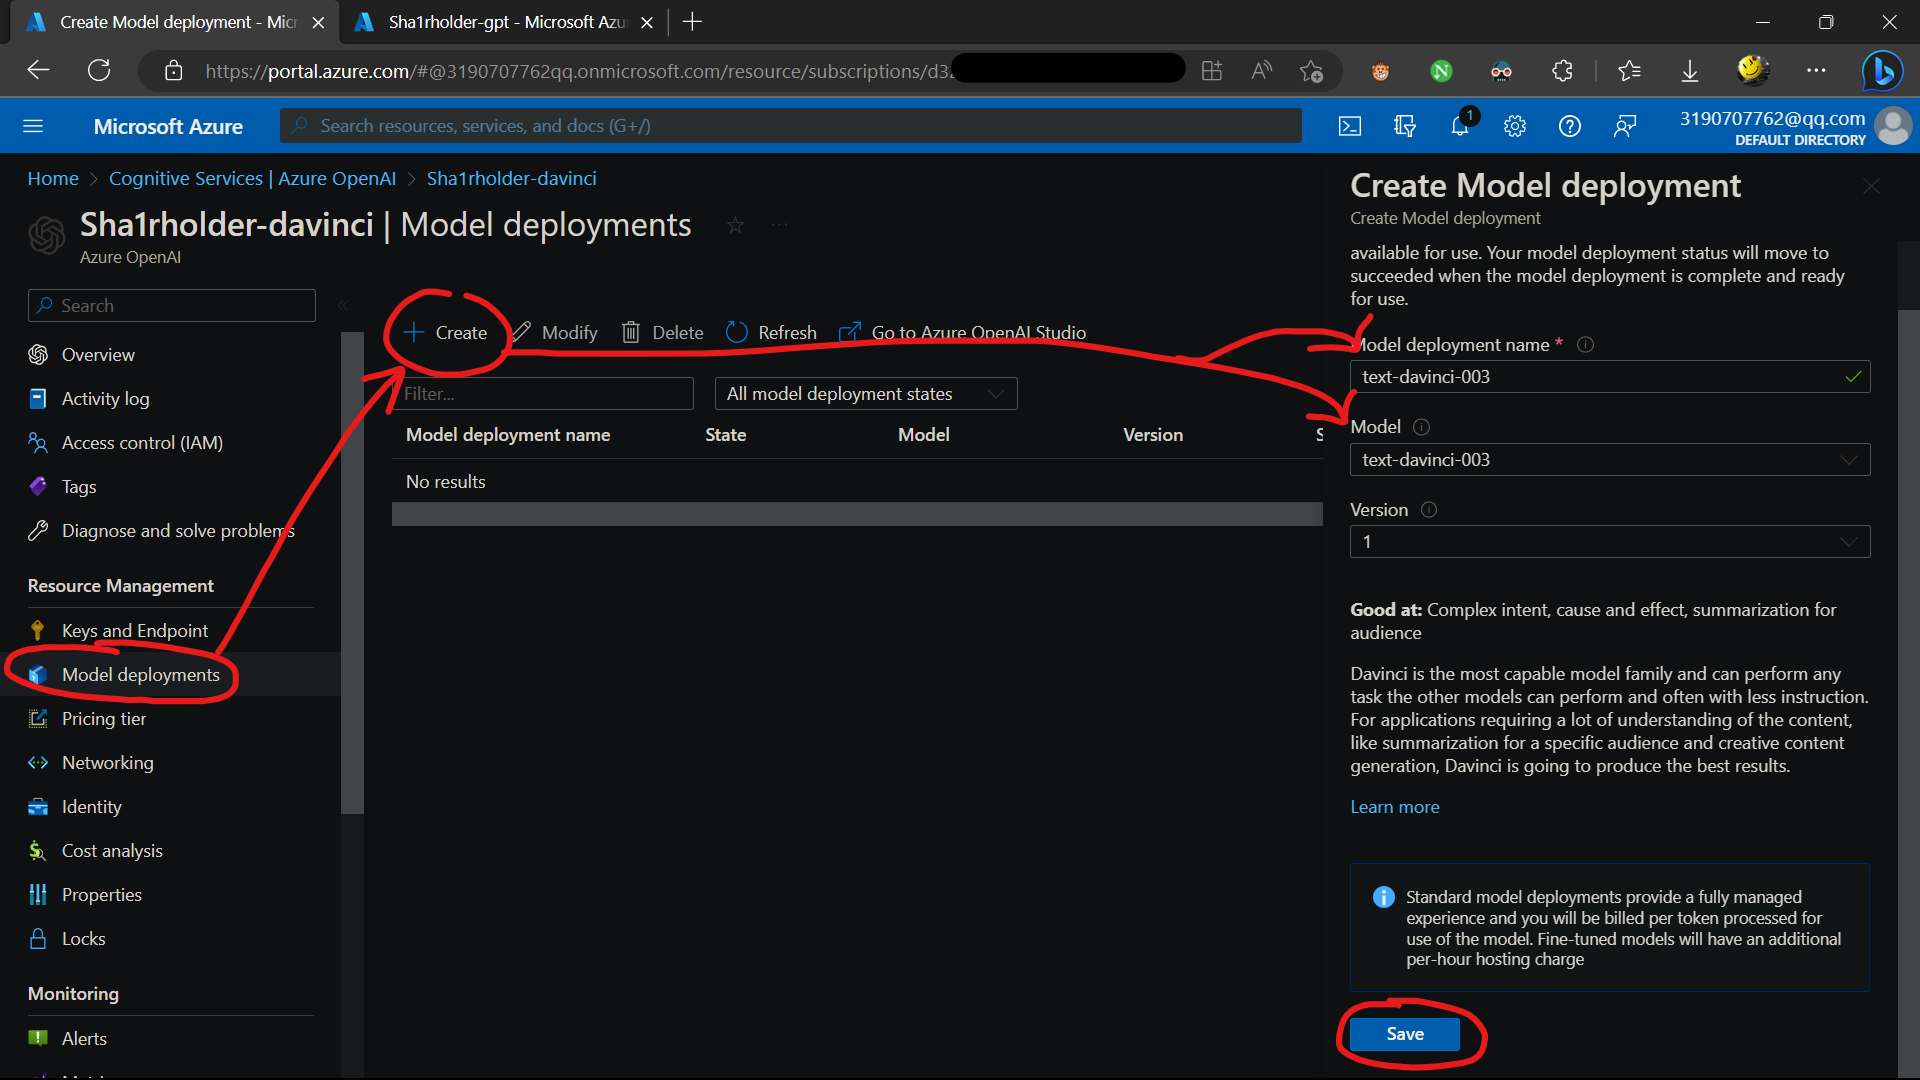 Create Model deployment - Micr
Sha1rholder-gpt - Microsoft Azu
https://portal.azure.com/#@3190707762qq.onmicrosoft.com/resource/subscriptions/d3
Microsoft Azure
Search resources, services, and docs (G+/)
1
3190707762@qq.com
DEFAULT DIRECTORY
Home > Cognitive Services | Azure OpenAI > Sha1rholder-davinci
Sha1rholder-davinci | Model deployments
Azure OpenAI
Search
Overview
Activity log
Access control (IAM)
Tags
Diagnose and solve problems
Resource Management
Keys and Endpoint
Model deployments
Pricing tier
Networking
Identity
Cost analysis
Properties
Locks
Monitoring
Alerts
Create
Modify
Delete
Refresh
Go to Azure OpenAI Studio
Filter...
All model deployment states
Model deployment name
State
Model
Version
S
No results
Create Model deployment
Create Model deployment
available for use. Your model deployment status will move to
succeeded when the model deployment is complete and ready
for use.
Model deployment name *
text-davinci-003
Model
text-davinci-003
Version
1
Good at: Complex intent, cause and effect, summarization for
audience
Davinci is the most capable model family and can perform any
task the other models can perform and often with less instruction.
For applications requiring a lot of understanding of the content,
like summarization for a specific audience and creative content
generation, Davinci is going to produce the best results.
Learn more
Standard model deployments provide a fully managed
experience and you will be billed per token processed for
use of the model. Fine-tuned models will have an additional
per-hour hosting charge
Save